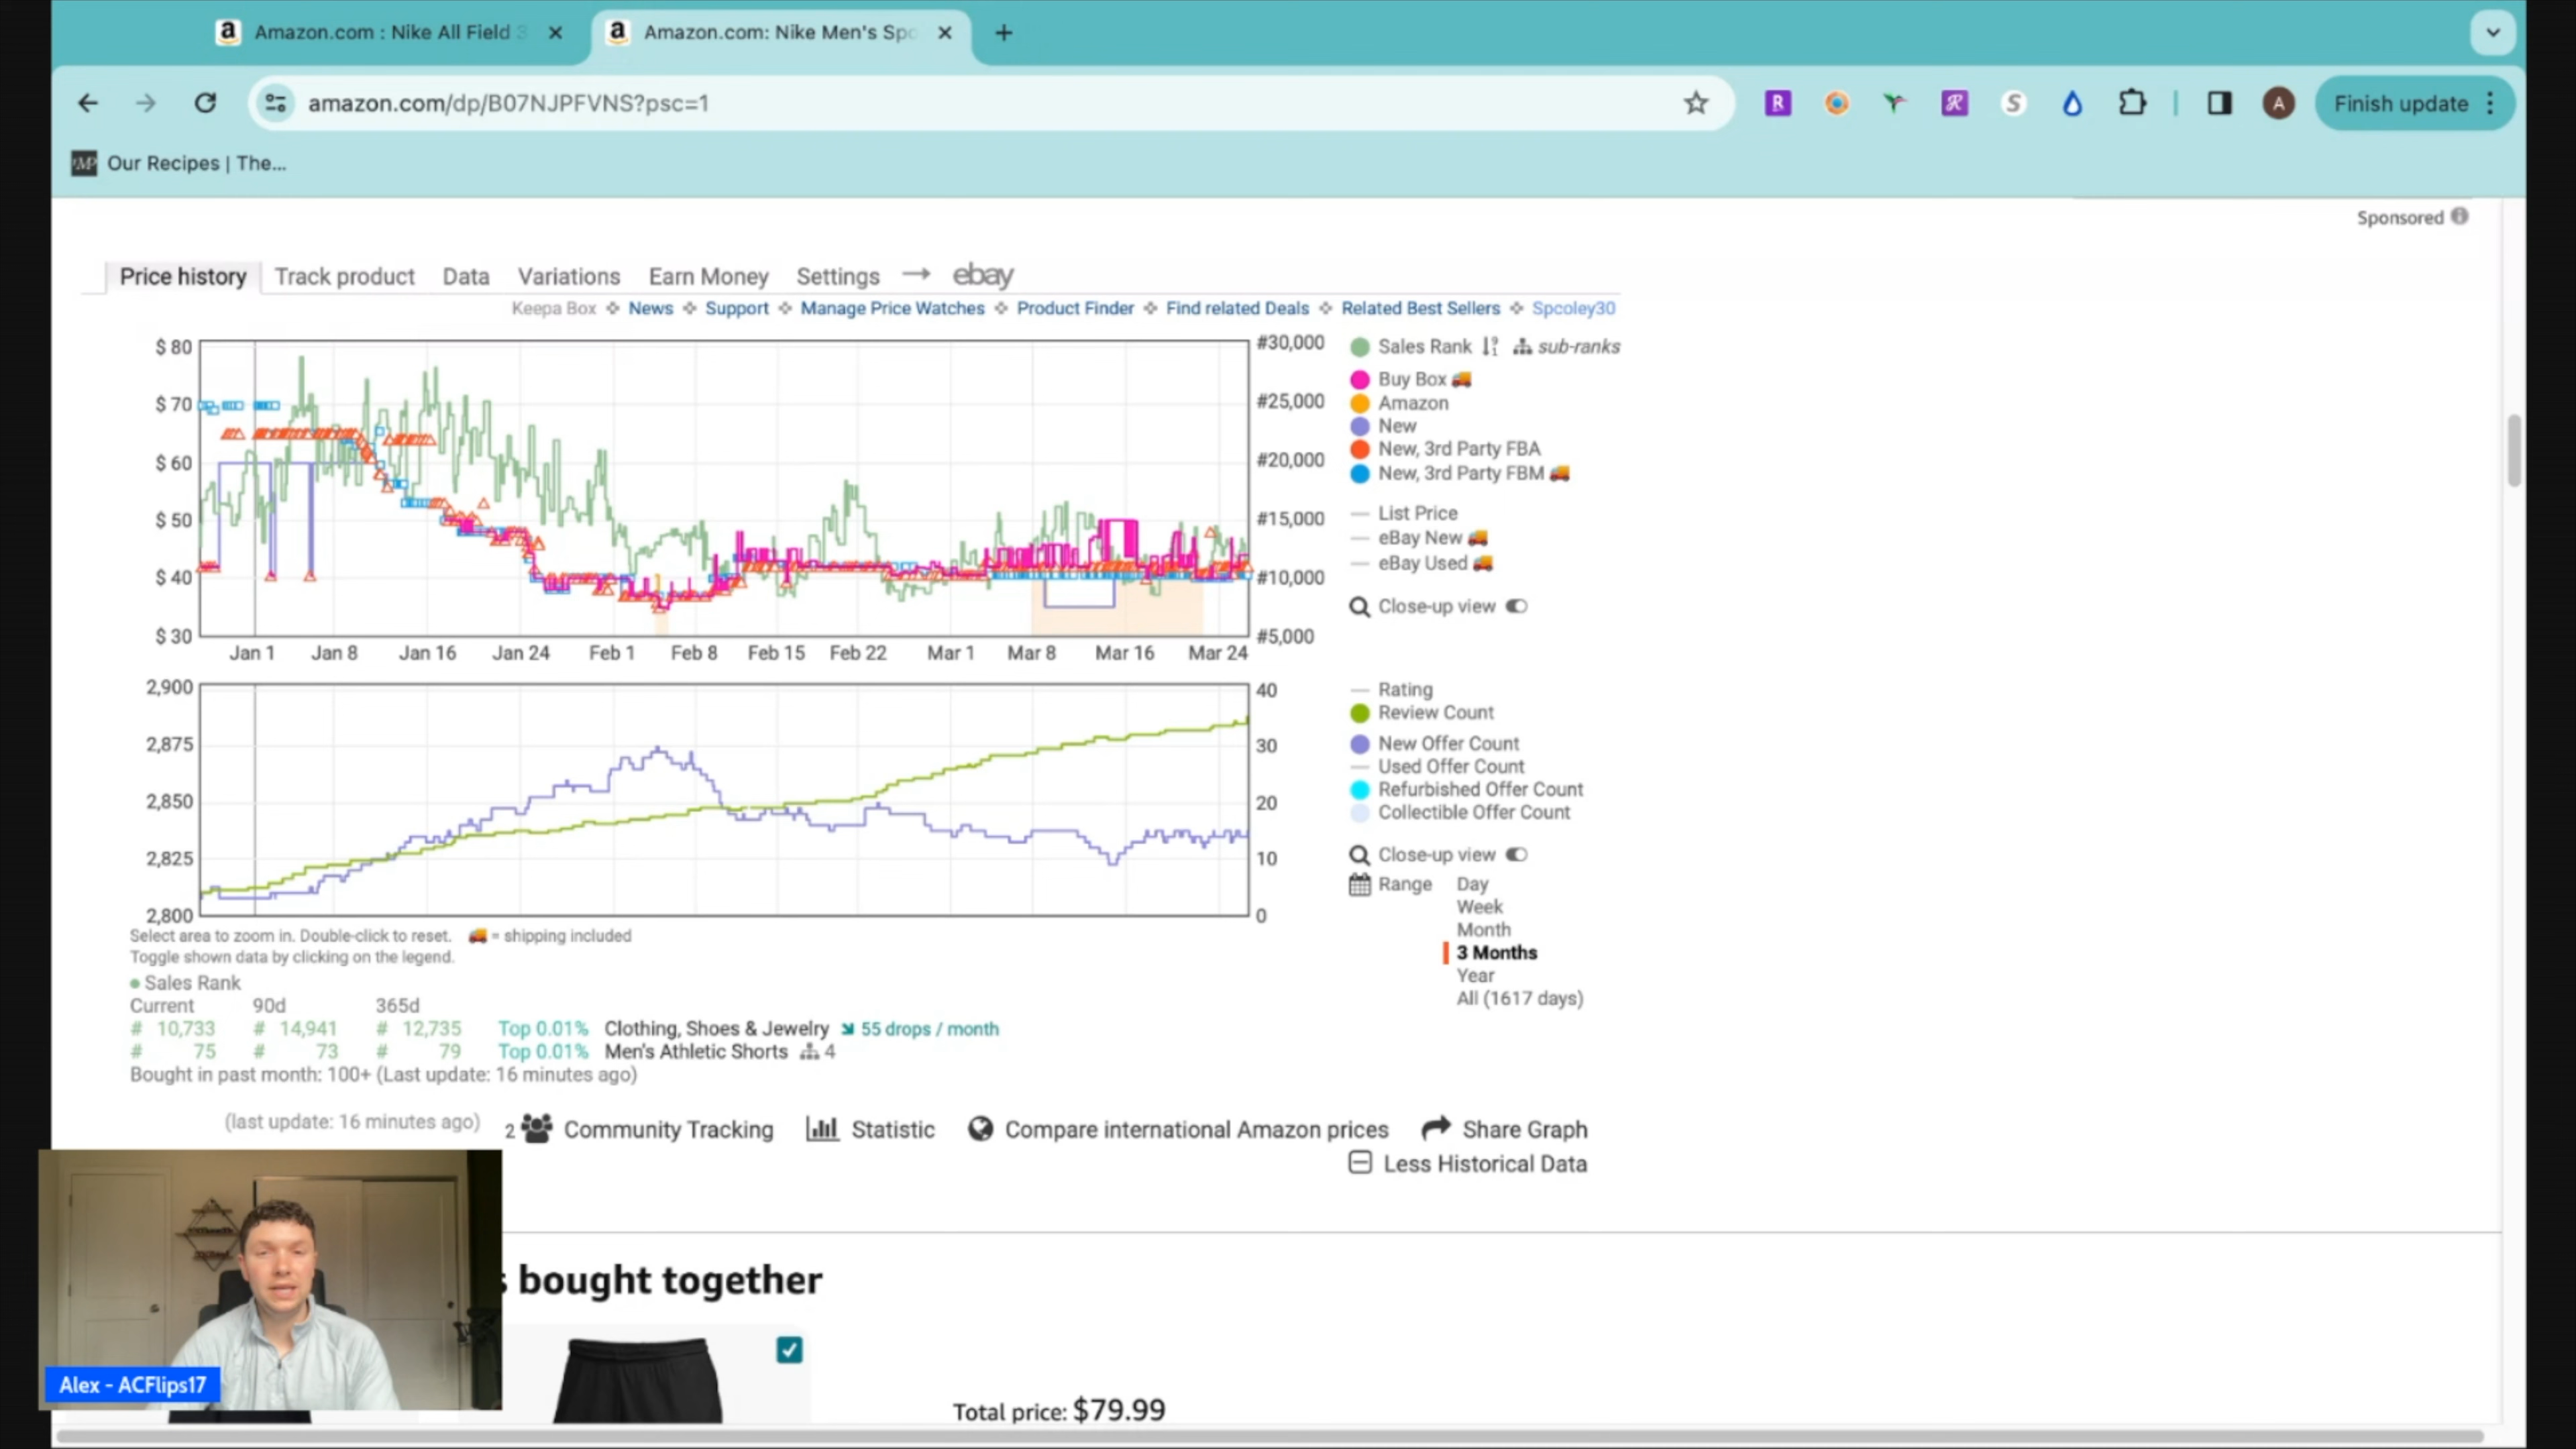 Amazon.com : Nike All Field 3
Amazon.com: Nike Men's Spo
amazon.com/dp/B07NJPFVNS?psc=1
Finish update
Our Recipes | The...
Sponsored
Price history Track product Data Variations Earn Money Settings → ebay
Keepa Box News Support Manage Price Watches Product Finder Find related Deals Related Best Sellers Spcoley30
$ 80
$ 70
$ 60
$ 50
$ 40
$ 30
#30,000
#25,000
#20,000
#15,000
#10,000
#5,000
Jan 1 Jan 8 Jan 16 Jan 24 Feb 1 Feb 8 Feb 15 Feb 22 Mar 1 Mar 8 Mar 16 Mar 24
Sales Rank sub-ranks
Buy Box
Amazon
New
New, 3rd Party FBA
New, 3rd Party FBM
List Price
eBay New
eBay Used
Close-up view
2,900
2,875
2,850
2,825
2,800
40
30
20
10
0
Rating
Review Count
New Offer Count
Used Offer Count
Refurbished Offer Count
Collectible Offer Count
Close-up view
Range Day
Week
Month
3 Months
Year
All (1617 days)
Select area to zoom in. Double-click to reset. = shipping included
Toggle shown data by clicking on the legend.
Sales Rank
Current 90d 365d
# 10,733 # 14,941 # 12,735 Top 0.01% Clothing, Shoes & Jewelry 55 drops / month
# 75 # 73 # 79 Top 0.01% Men's Athletic Shorts 4
Bought in past month: 100+ (Last update: 16 minutes ago)
(last update: 16 minutes ago) 2 Community Tracking Statistic Compare international Amazon prices Share Graph
Less Historical Data
s bought together
Total price: $79.99
Alex - ACFlips17